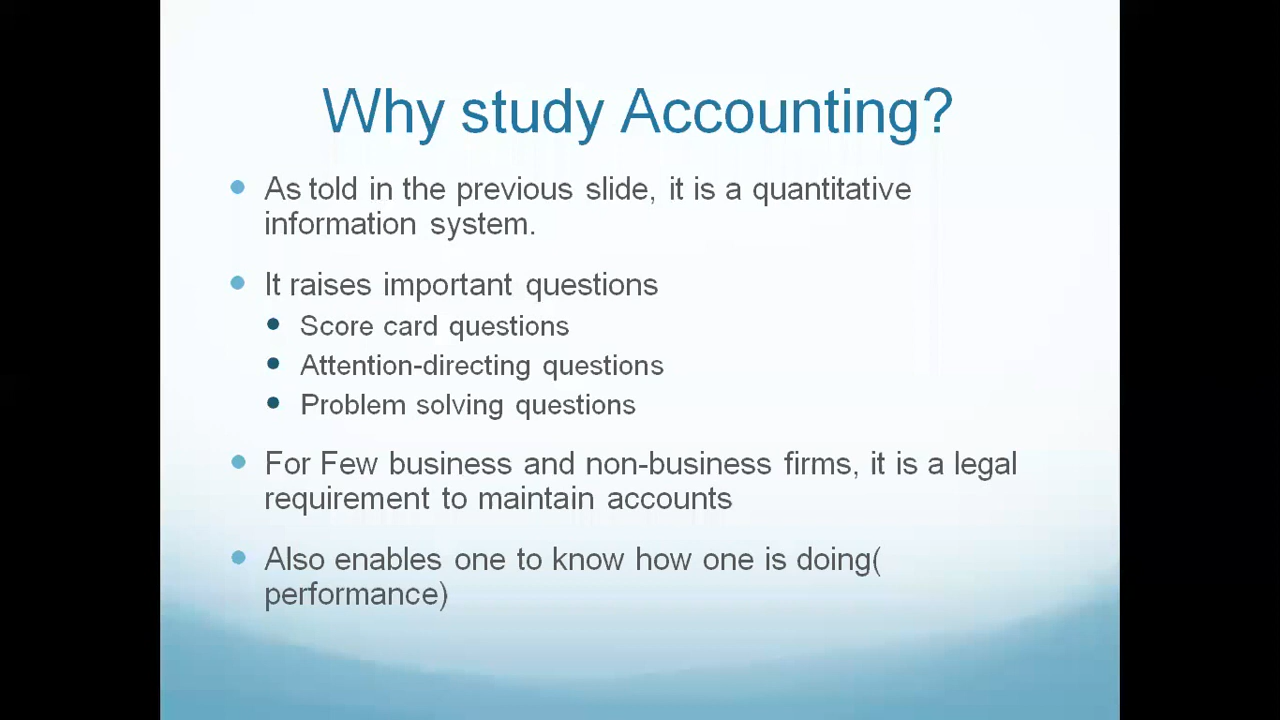 Why study Accounting?
As told in the previous slide, it is a quantitative
information system.
It raises important questions
Score card questions
Attention-directing questions
Problem solving questions
For Few business and non-business firms, it is a legal
requirement to maintain accounts
Also enables one to know how one is doing(
performance)